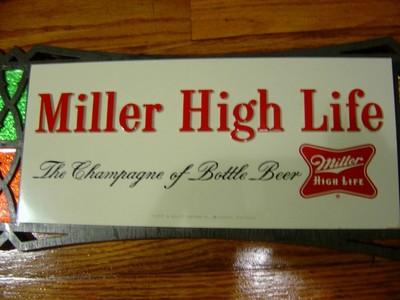 Miller High Life
The Champagne of Bottle Beer
Miller
HIGH LIFE